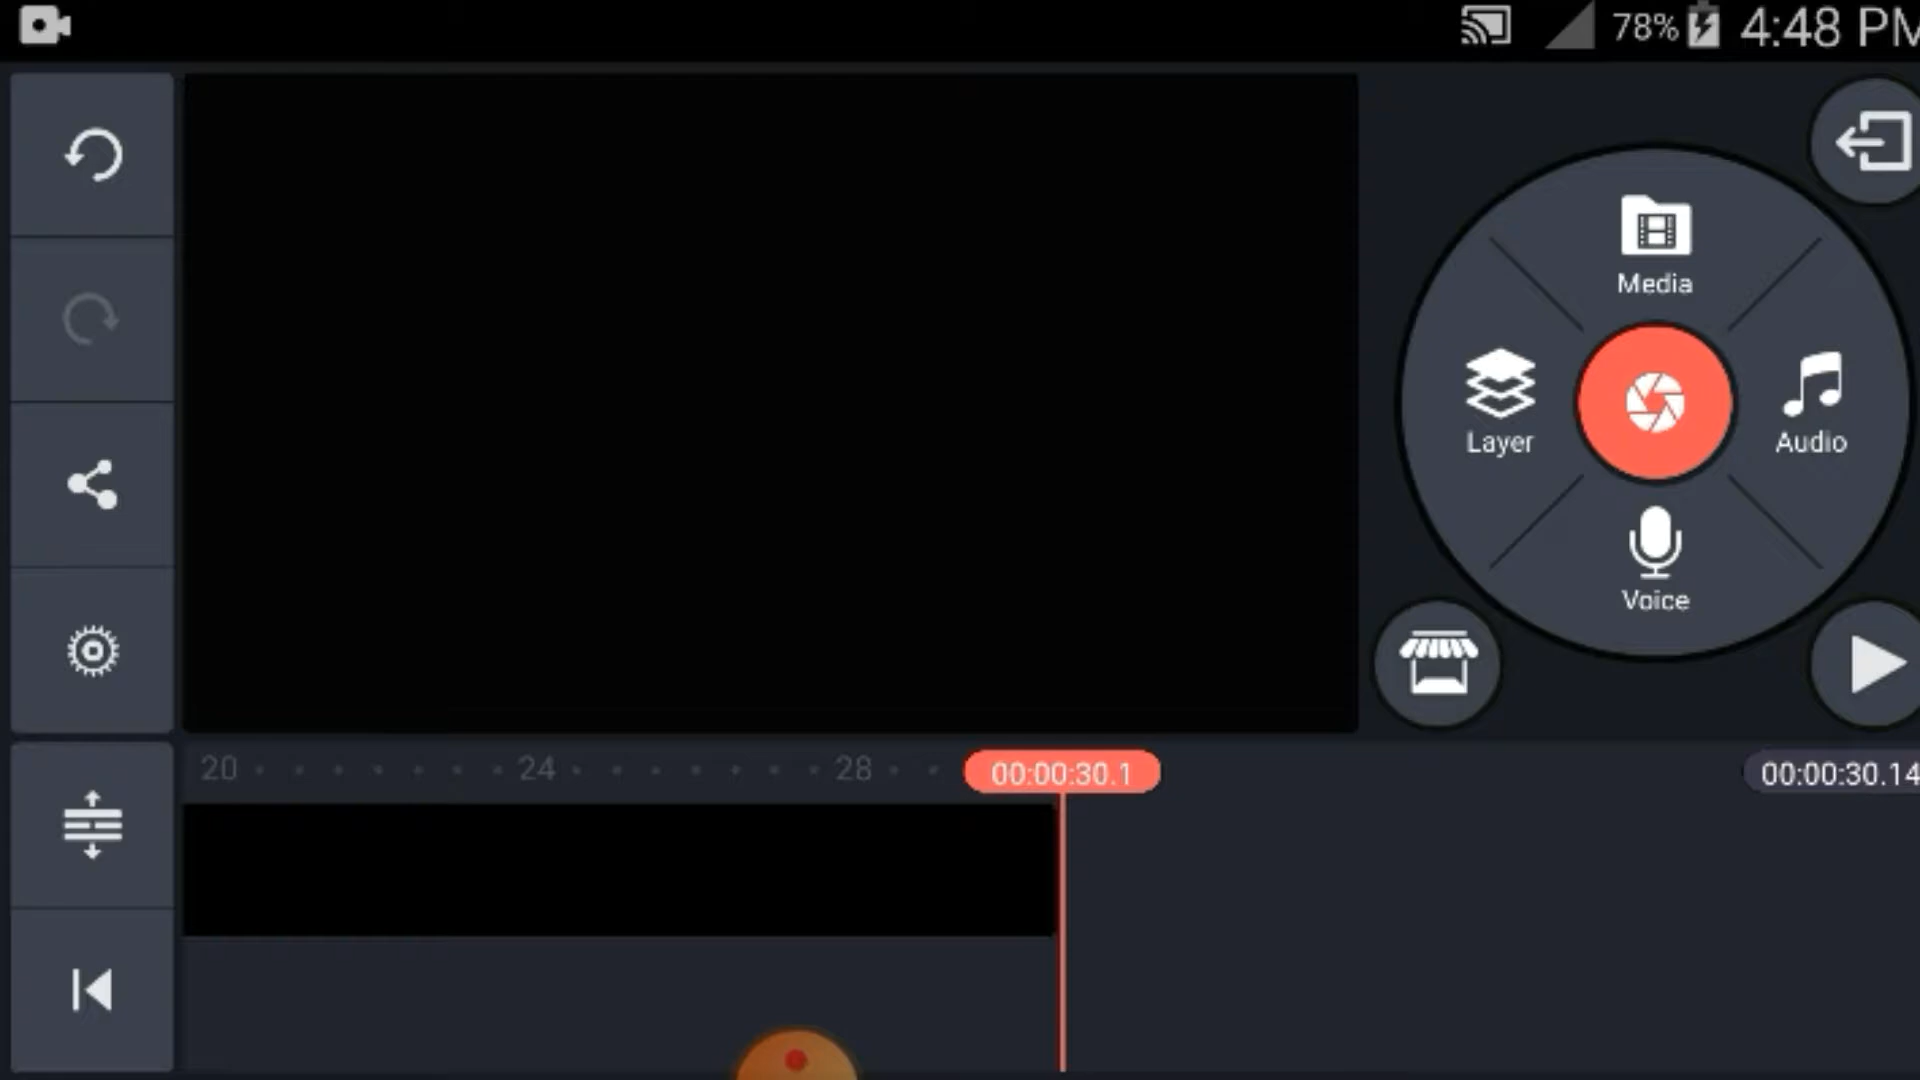 78%
4:48 PM
Media
Layer
Audio
Voice
20
24
28
00:00:30.1
00:00:30.14